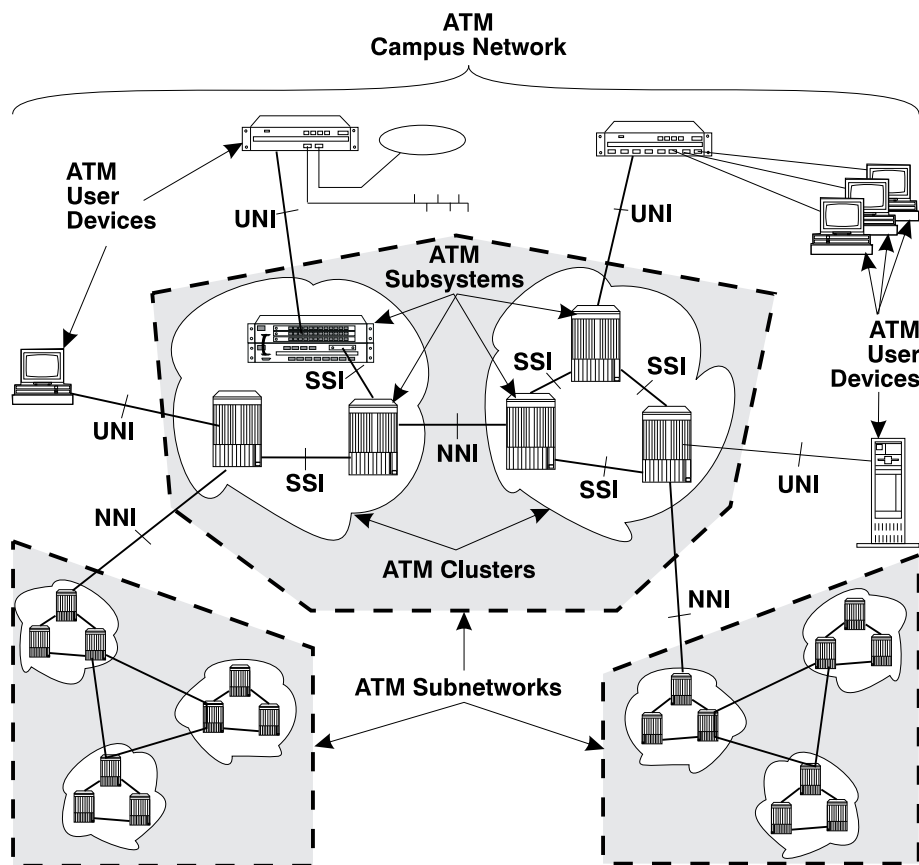 ATM
Campus Network
ATM
User
Devices
UNI
UNI
ATM
Subsystems
ATM
User
Devices
SSI
SSI
SSI
UNI
NNI
SSI
SSI
UNI
NNI
ATM Clusters
NNI
ATM Subnetworks